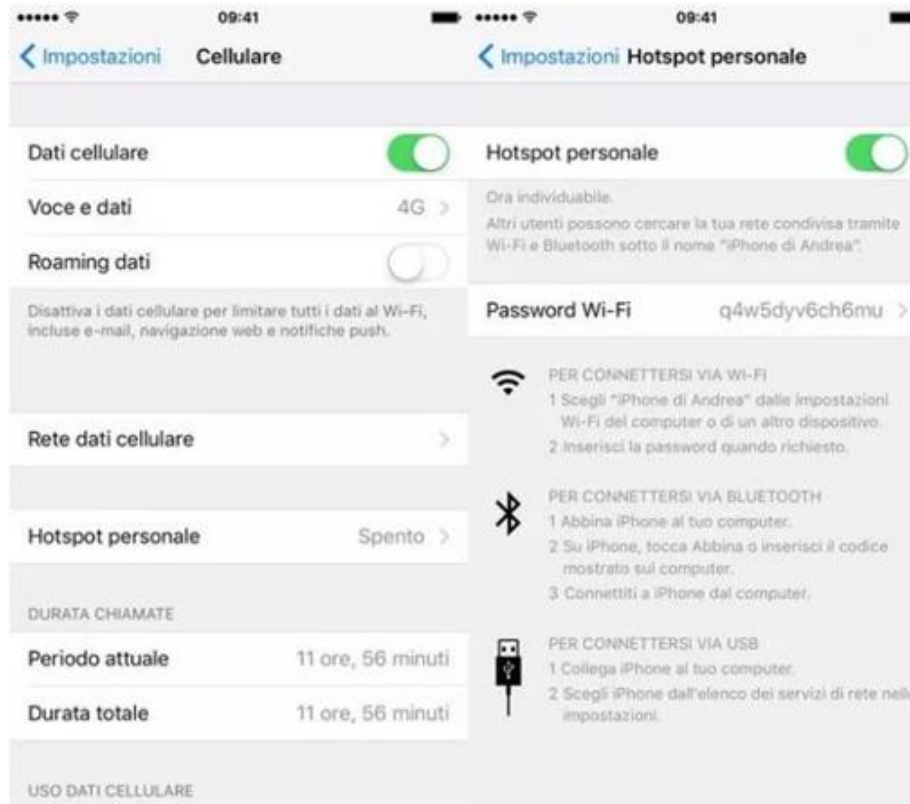 09:41
Impostazioni Cellulare
Dati cellulare
Voce e dati 4G
Roaming dati
Disattiva i dati cellulare per limitare tutti i dati al Wi-Fi,
incluse e-mail, navigazione web e notifiche push.
Rete dati cellulare
Hotspot personale Spento
DURATA CHIAMATE
Periodo attuale 11 ore, 56 minuti
Durata totale 11 ore, 56 minuti
USO DATI CELLULARE
09:41
Impostazioni Hotspot personale
Hotspot personale
Ora individuabile.
Altri utenti possono cercare la tua rete condivisa tramite
Wi-Fi e Bluetooth sotto il nome "iPhone di Andrea".
Password Wi-Fi q4w5dyv6ch6mu
PER CONNETTERSI VIA WI-FI
1 Scegli "iPhone di Andrea" dalle impostazioni
Wi-Fi del computer o di un altro dispositivo.
2 Inserisci la password quando richiesto.
PER CONNETTERSI VIA BLUETOOTH
1 Abbina iPhone al tuo computer.
2 Su iPhone, tocca Abbina o inserisci il codice
mostrato sul computer.
3 Connettiti a iPhone dal computer.
PER CONNETTERSI VIA USB
1 Collega iPhone al tuo computer.
2 Scegli iPhone dall'elenco dei servizi di rete nelle
impostazioni.